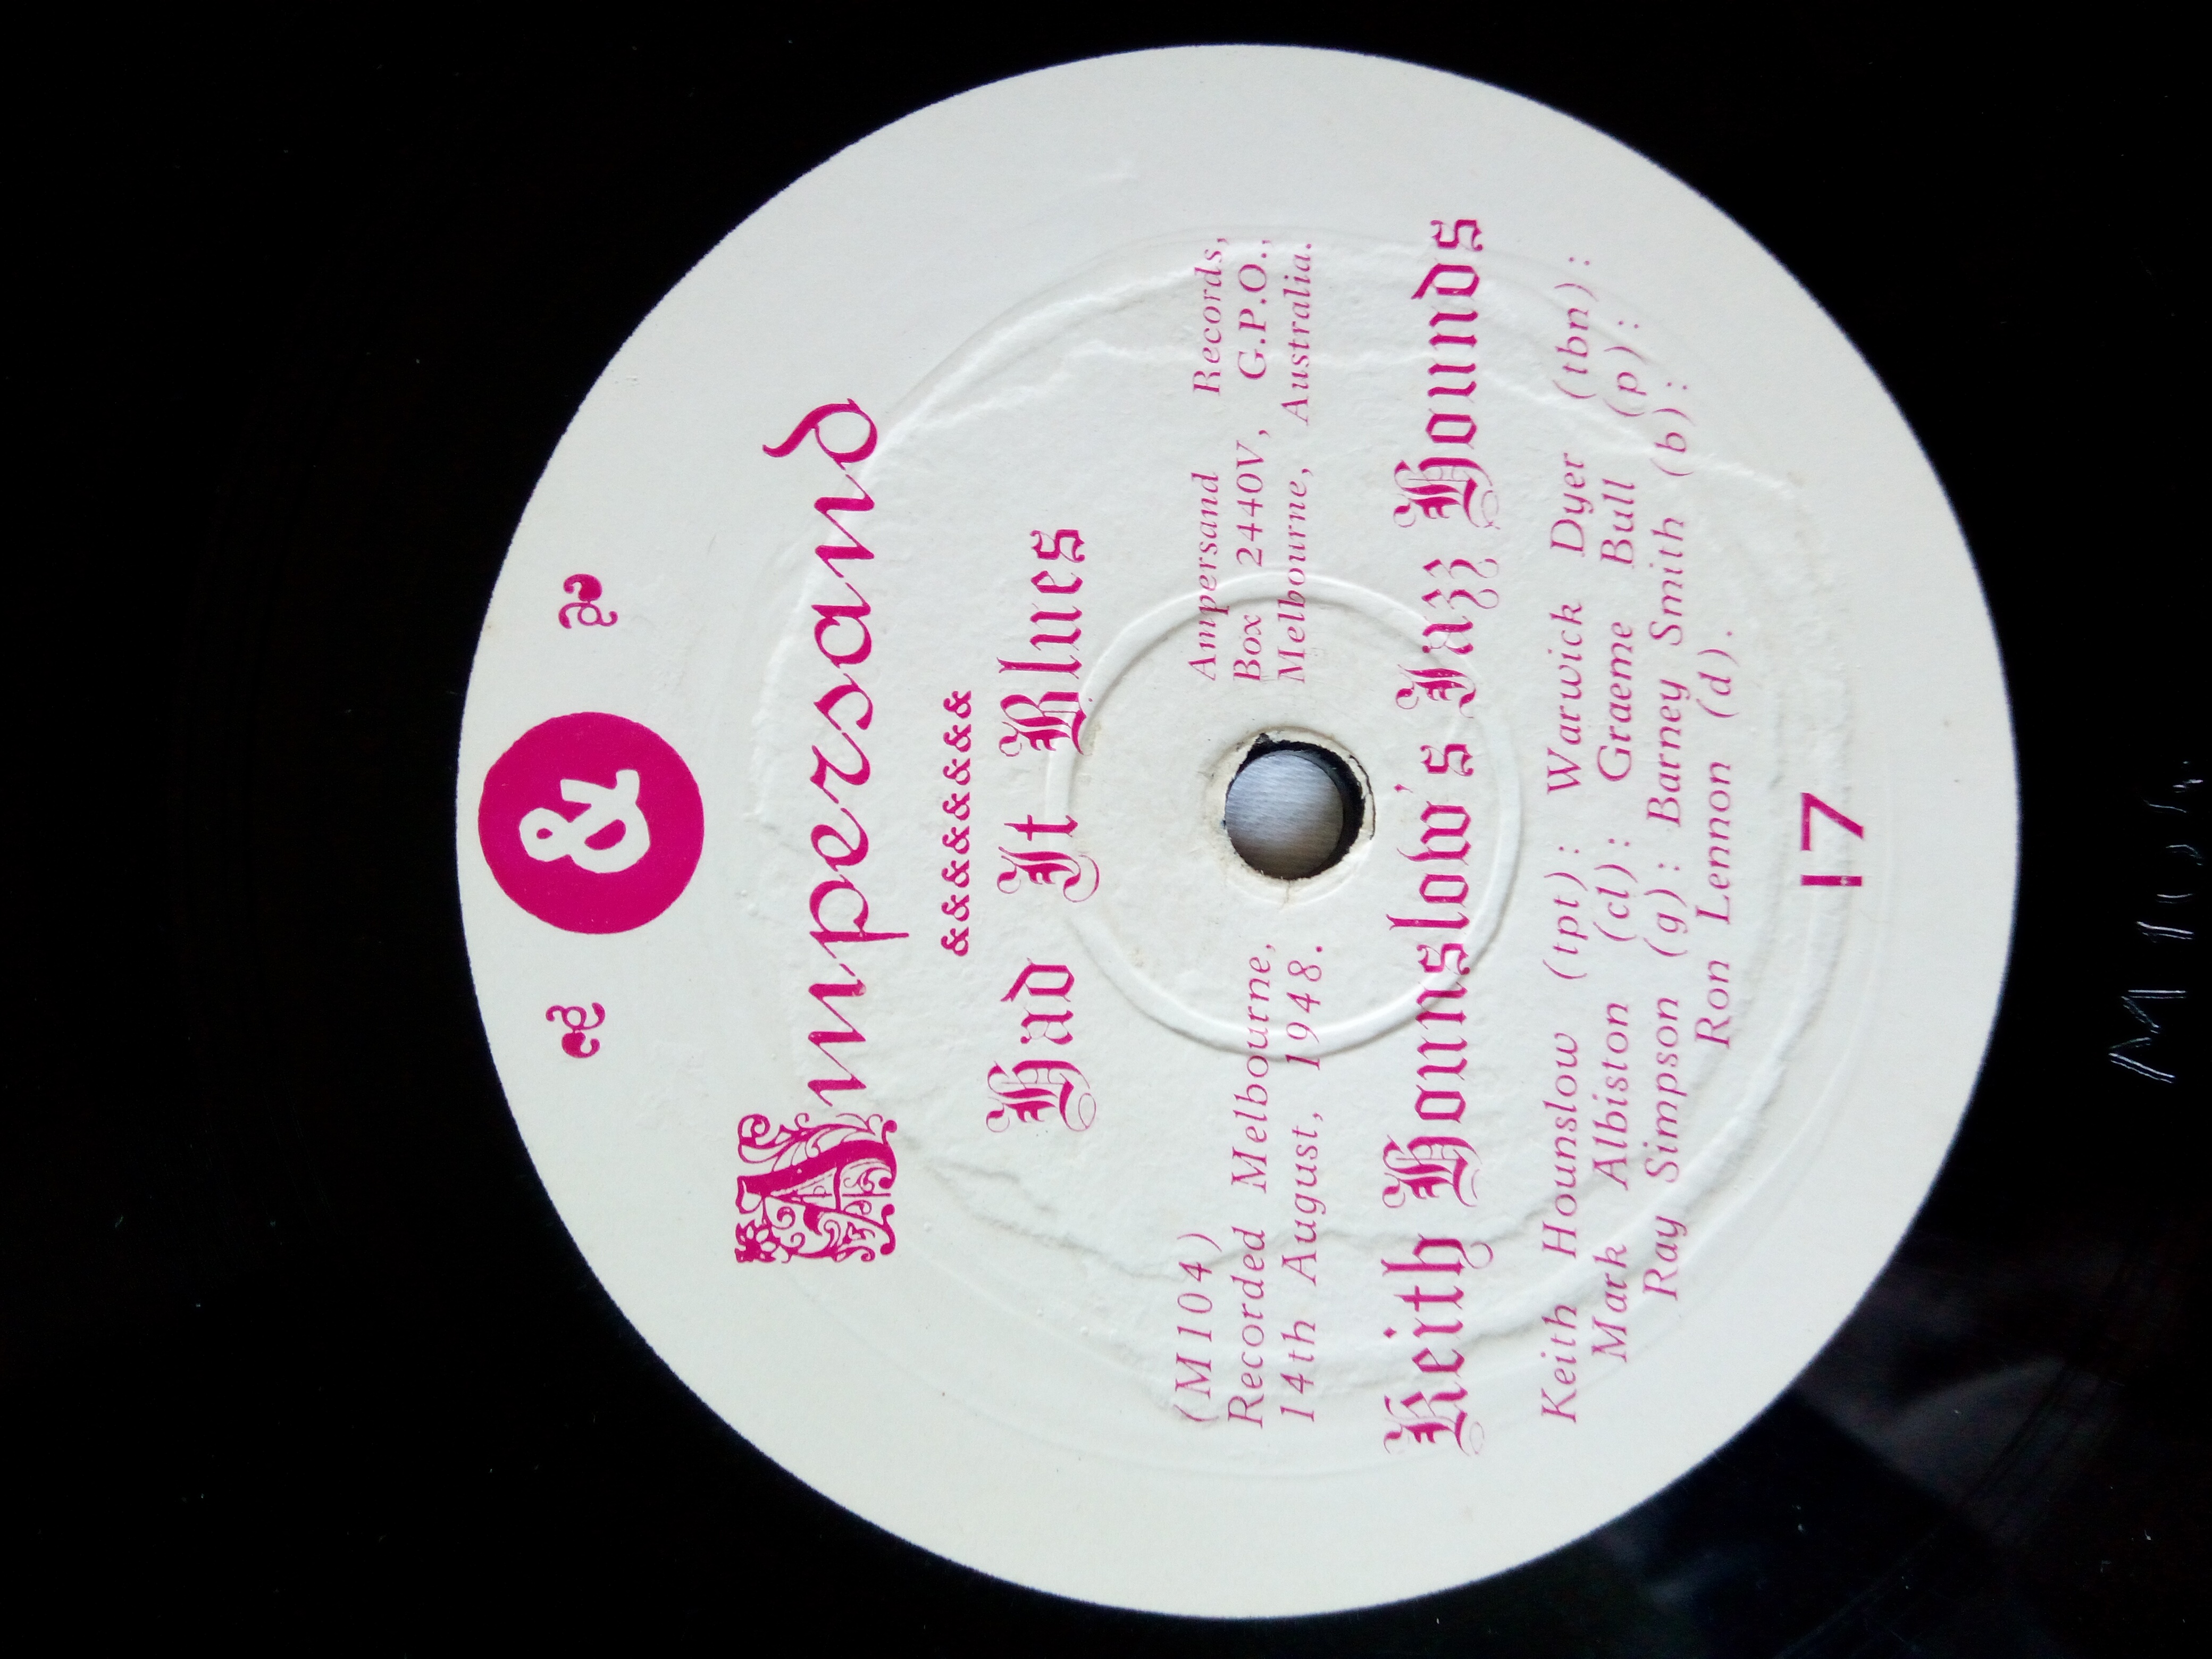 & & &
Ampersand
&&&&&&&&
Had It Blues
(M104)
Recorded Melbourne,
14th August, 1948.
Ampersand Records,
Box 2440V, G.P.O.,
Melbourne, Australia.
Keith Hounslow's Jazz Hounds
Keith Hounslow (tpt): Warwick Dyer (tbn):
Mark Albiston (cl): Graeme Bull (p):
Ray Simpson (g): Barney Smith (b):
Ron Lennon (d).
17
M104